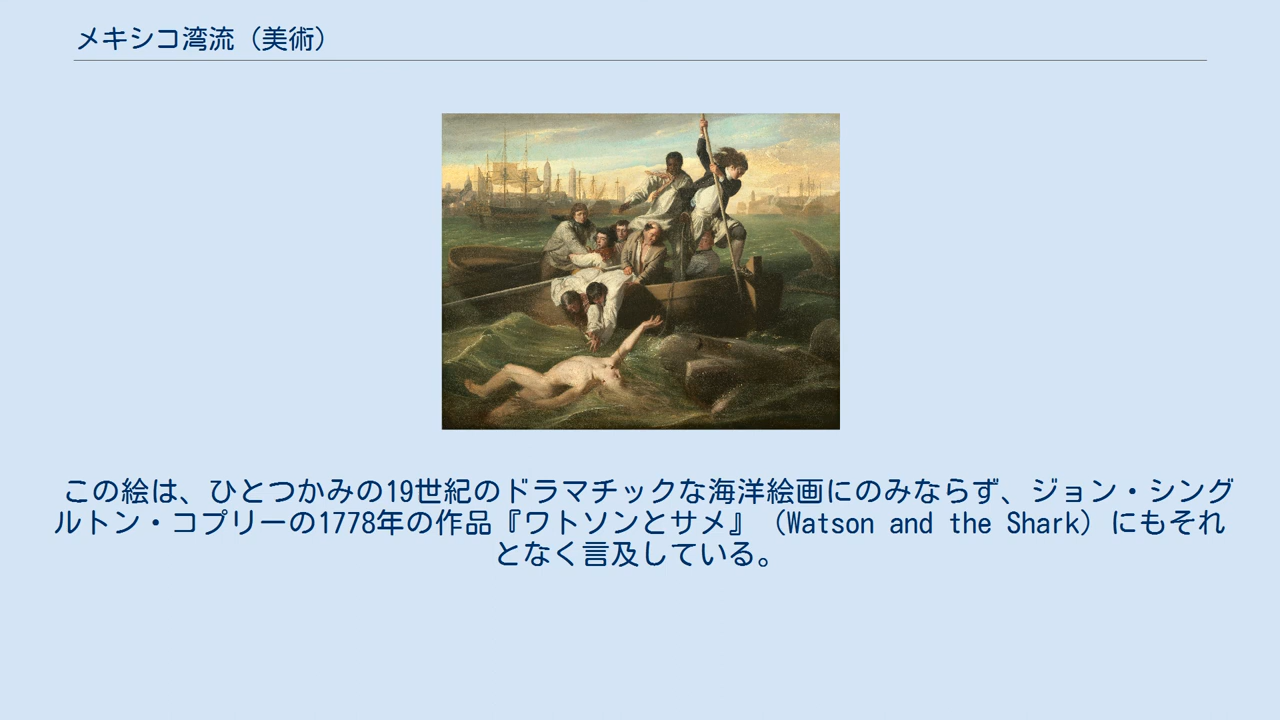 メキシコ湾流（美術）
この絵は、ひとつかみの19世紀のドラマチックな海洋絵画にのみならず、ジョン・シング
ルトン・コプリーの1778年の作品『ワトソンとサメ』（Watson and the Shark）にもそれ
となく言及している。